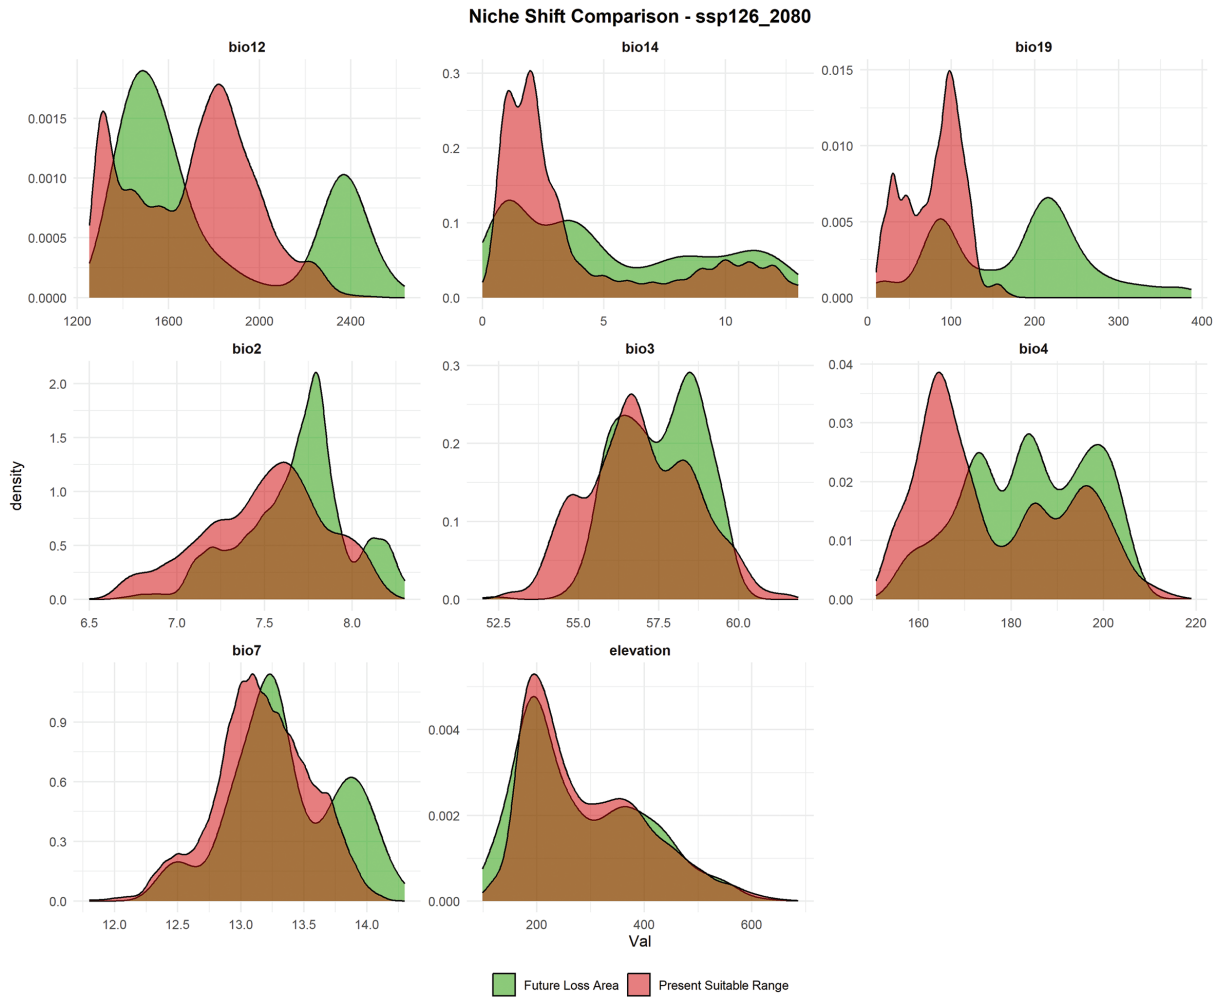 Niche Shift Comparison - ssp126_2080
bio12
bio14
bio19
0.0000
0.0005
0.0010
0.0015
1200 1600 2000 2400
0.0
0.1
0.2
0.3
0 5 10
0.000
0.005
0.010
0.015
0 100 200 300 400
bio2
bio3
bio4
0.0
0.5
1.0
1.5
2.0
6.5 7.0 7.5 8.0
0.0
0.1
0.2
0.3
52.5 55.0 57.5 60.0
0.00
0.01
0.02
0.03
0.04
160 180 200 220
bio7
elevation
0.0
0.3
0.6
0.9
12.0 12.5 13.0 13.5 14.0
0.000
0.002
0.004
200 400 600
density
Val
Future Loss Area Present Suitable Range